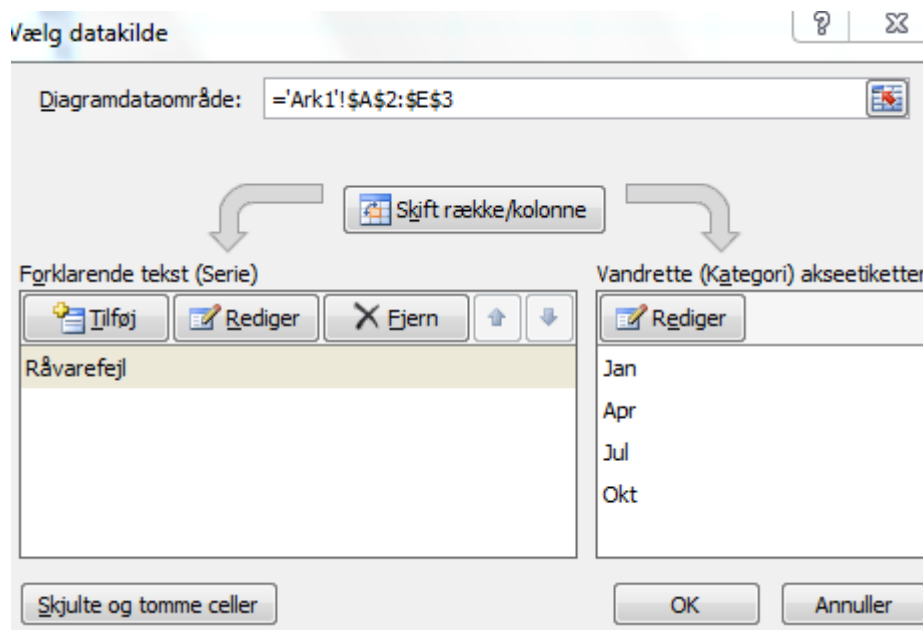 Vælg datakilde
Diagramdataområde: ='Ark1'!$A$2:$E$3
Skift række/kolonne
Forklarende tekst (Serie)
Vandrette (Kategori) akseetiketter
Tilføj Rediger Fjern
Rediger
Råvarefejl
Jan
Apr
Jul
Okt
Skjulte og tomme celler
OK Annuller